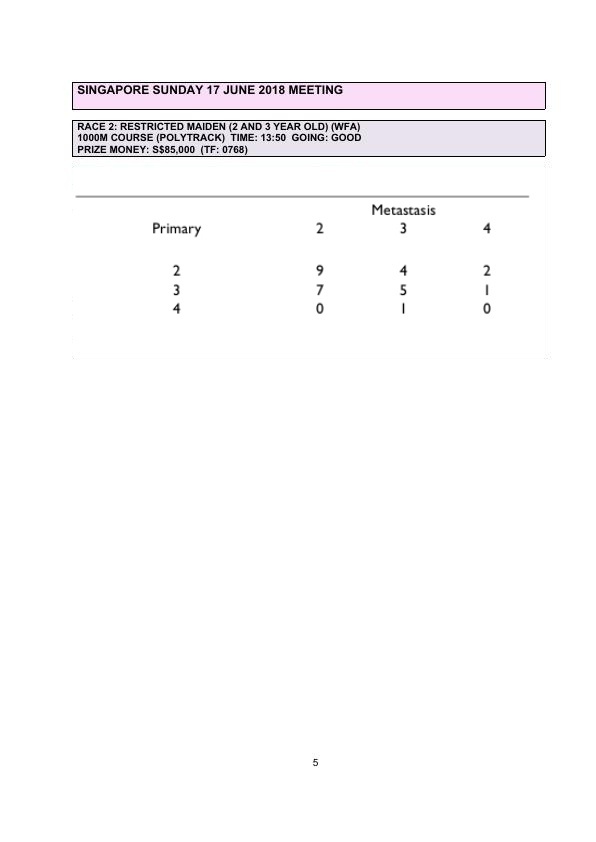 SINGAPORE SUNDAY 17 JUNE 2018 MEETING
RACE 2: RESTRICTED MAIDEN (2 AND 3 YEAR OLD) (WFA)
1000M COURSE (POLYTRACK) TIME: 13:50 GOING: GOOD
PRIZE MONEY: S$85,000 (TF: 0768)
Metastasis
Primary 2 3 4
2 9 4 2
3 7 5 1
4 0 1 0
5